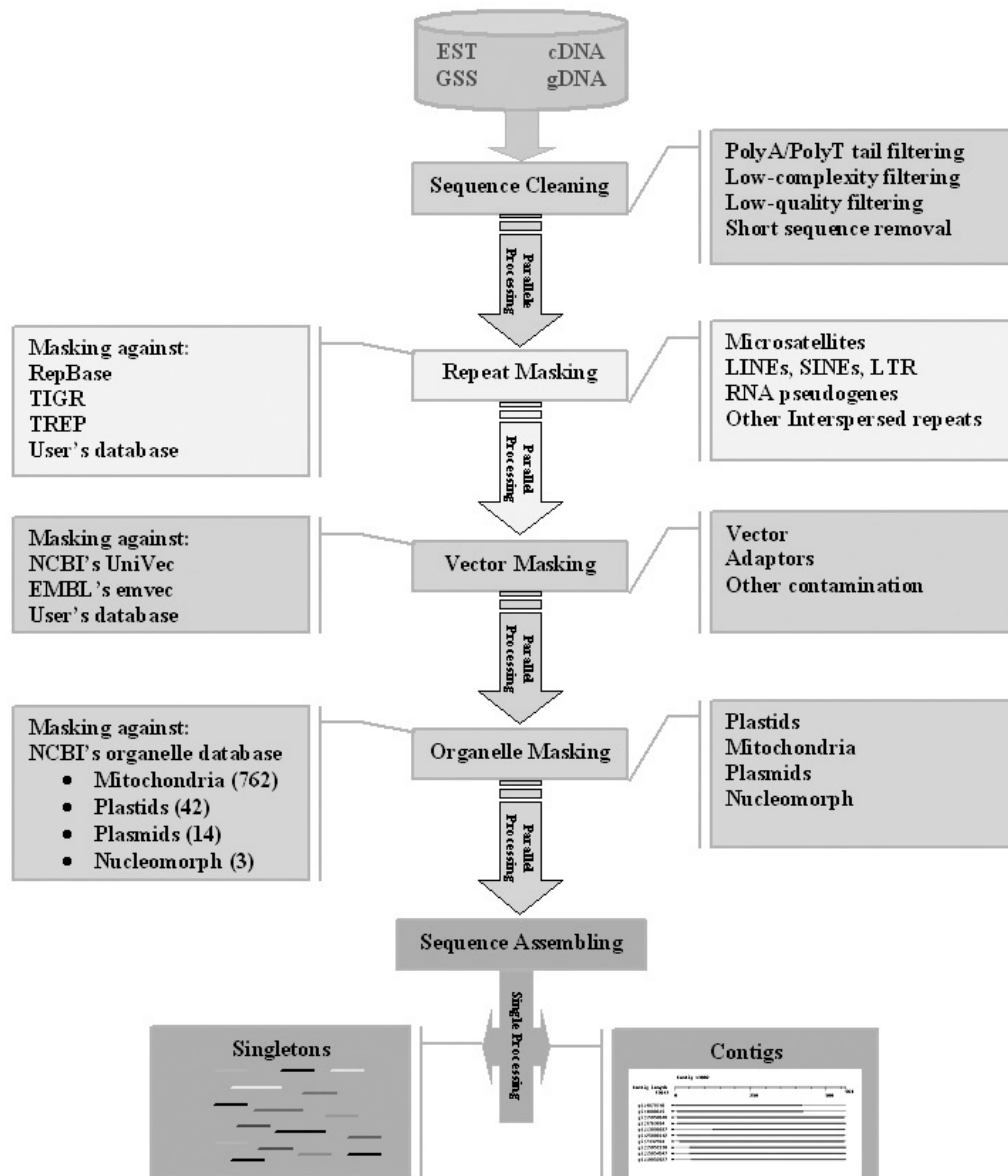 EST cDNA
GSS gDNA
Sequence Cleaning
PolyA/PolyT tail filtering
Low-complexity filtering
Low-quality filtering
Short sequence removal
Parallele
Processing
Masking against:
RepBase
TIGR
TREP
User's database
Repeat Masking
Microsatellites
LINEs, SINEs, LTR
RNA pseudogenes
Other Interspersed repeats
Parallel
Processing
Masking against:
NCBI's UniVec
EMBL's emvec
User's database
Vector Masking
Vector
Adaptors
Other contamination
Parallel
Processing
Masking against:
NCBI's organelle database
• Mitochondria (762)
• Plastids (42)
• Plasmids (14)
• Nucleomorph (3)
Organelle Masking
Plastids
Mitochondria
Plasmids
Nucleomorph
Parallel
Processing
Sequence Assembling
Single Processing
Singletons
Contigs
Contig length